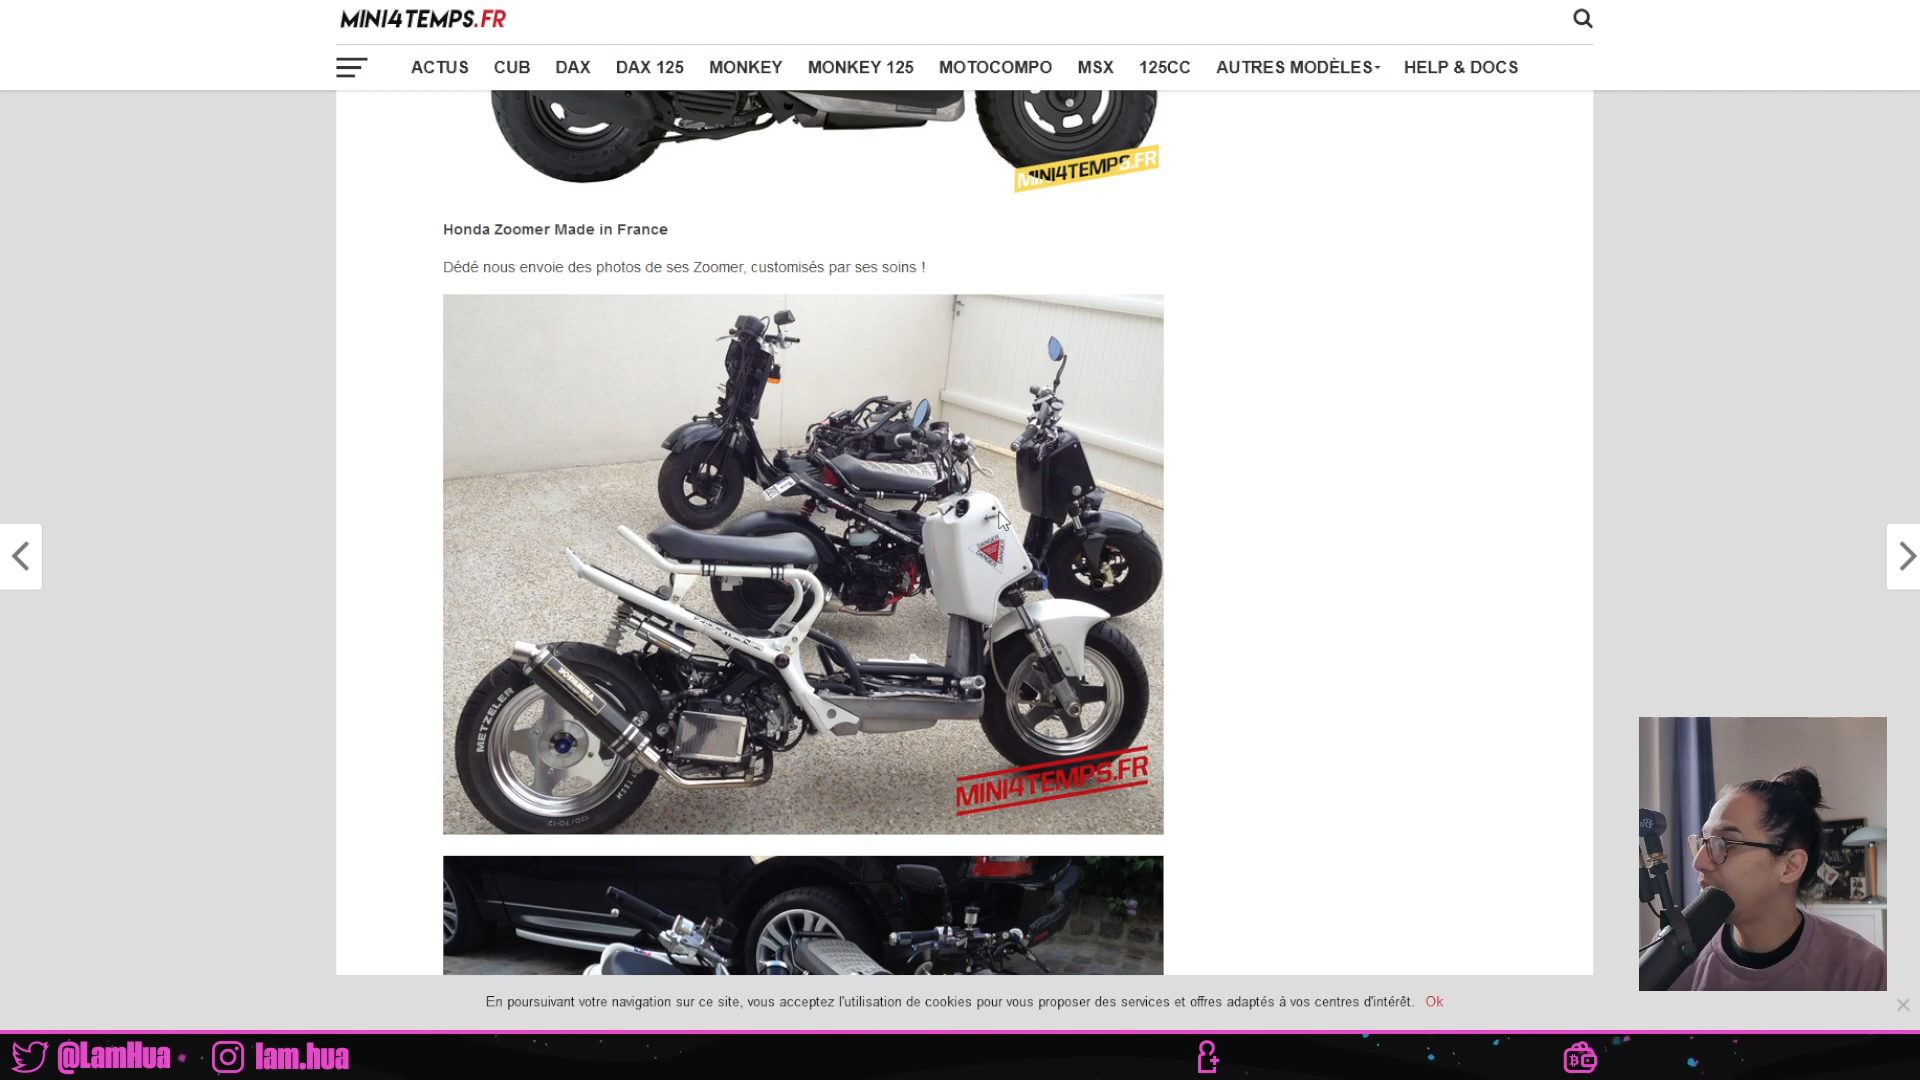 MINI4TEMPS.FR
ACTUS CUB DAX DAX 125 MONKEY MONKEY 125 MOTOCOMPO MSX 125CC AUTRES MODÈLES HELP & DOCS
MINI4TEMPS.FR
Honda Zoomer Made in France
Dédé nous envoie des photos de ses Zoomer, customisés par ses soins !
DANGER
METZELER
MINI4TEMPS.FR
En poursuivant votre navigation sur ce site, vous acceptez l'utilisation de cookies pour vous proposer des services et offres adaptés à vos centres d'intérêt. Ok
@LamHua lam.hua